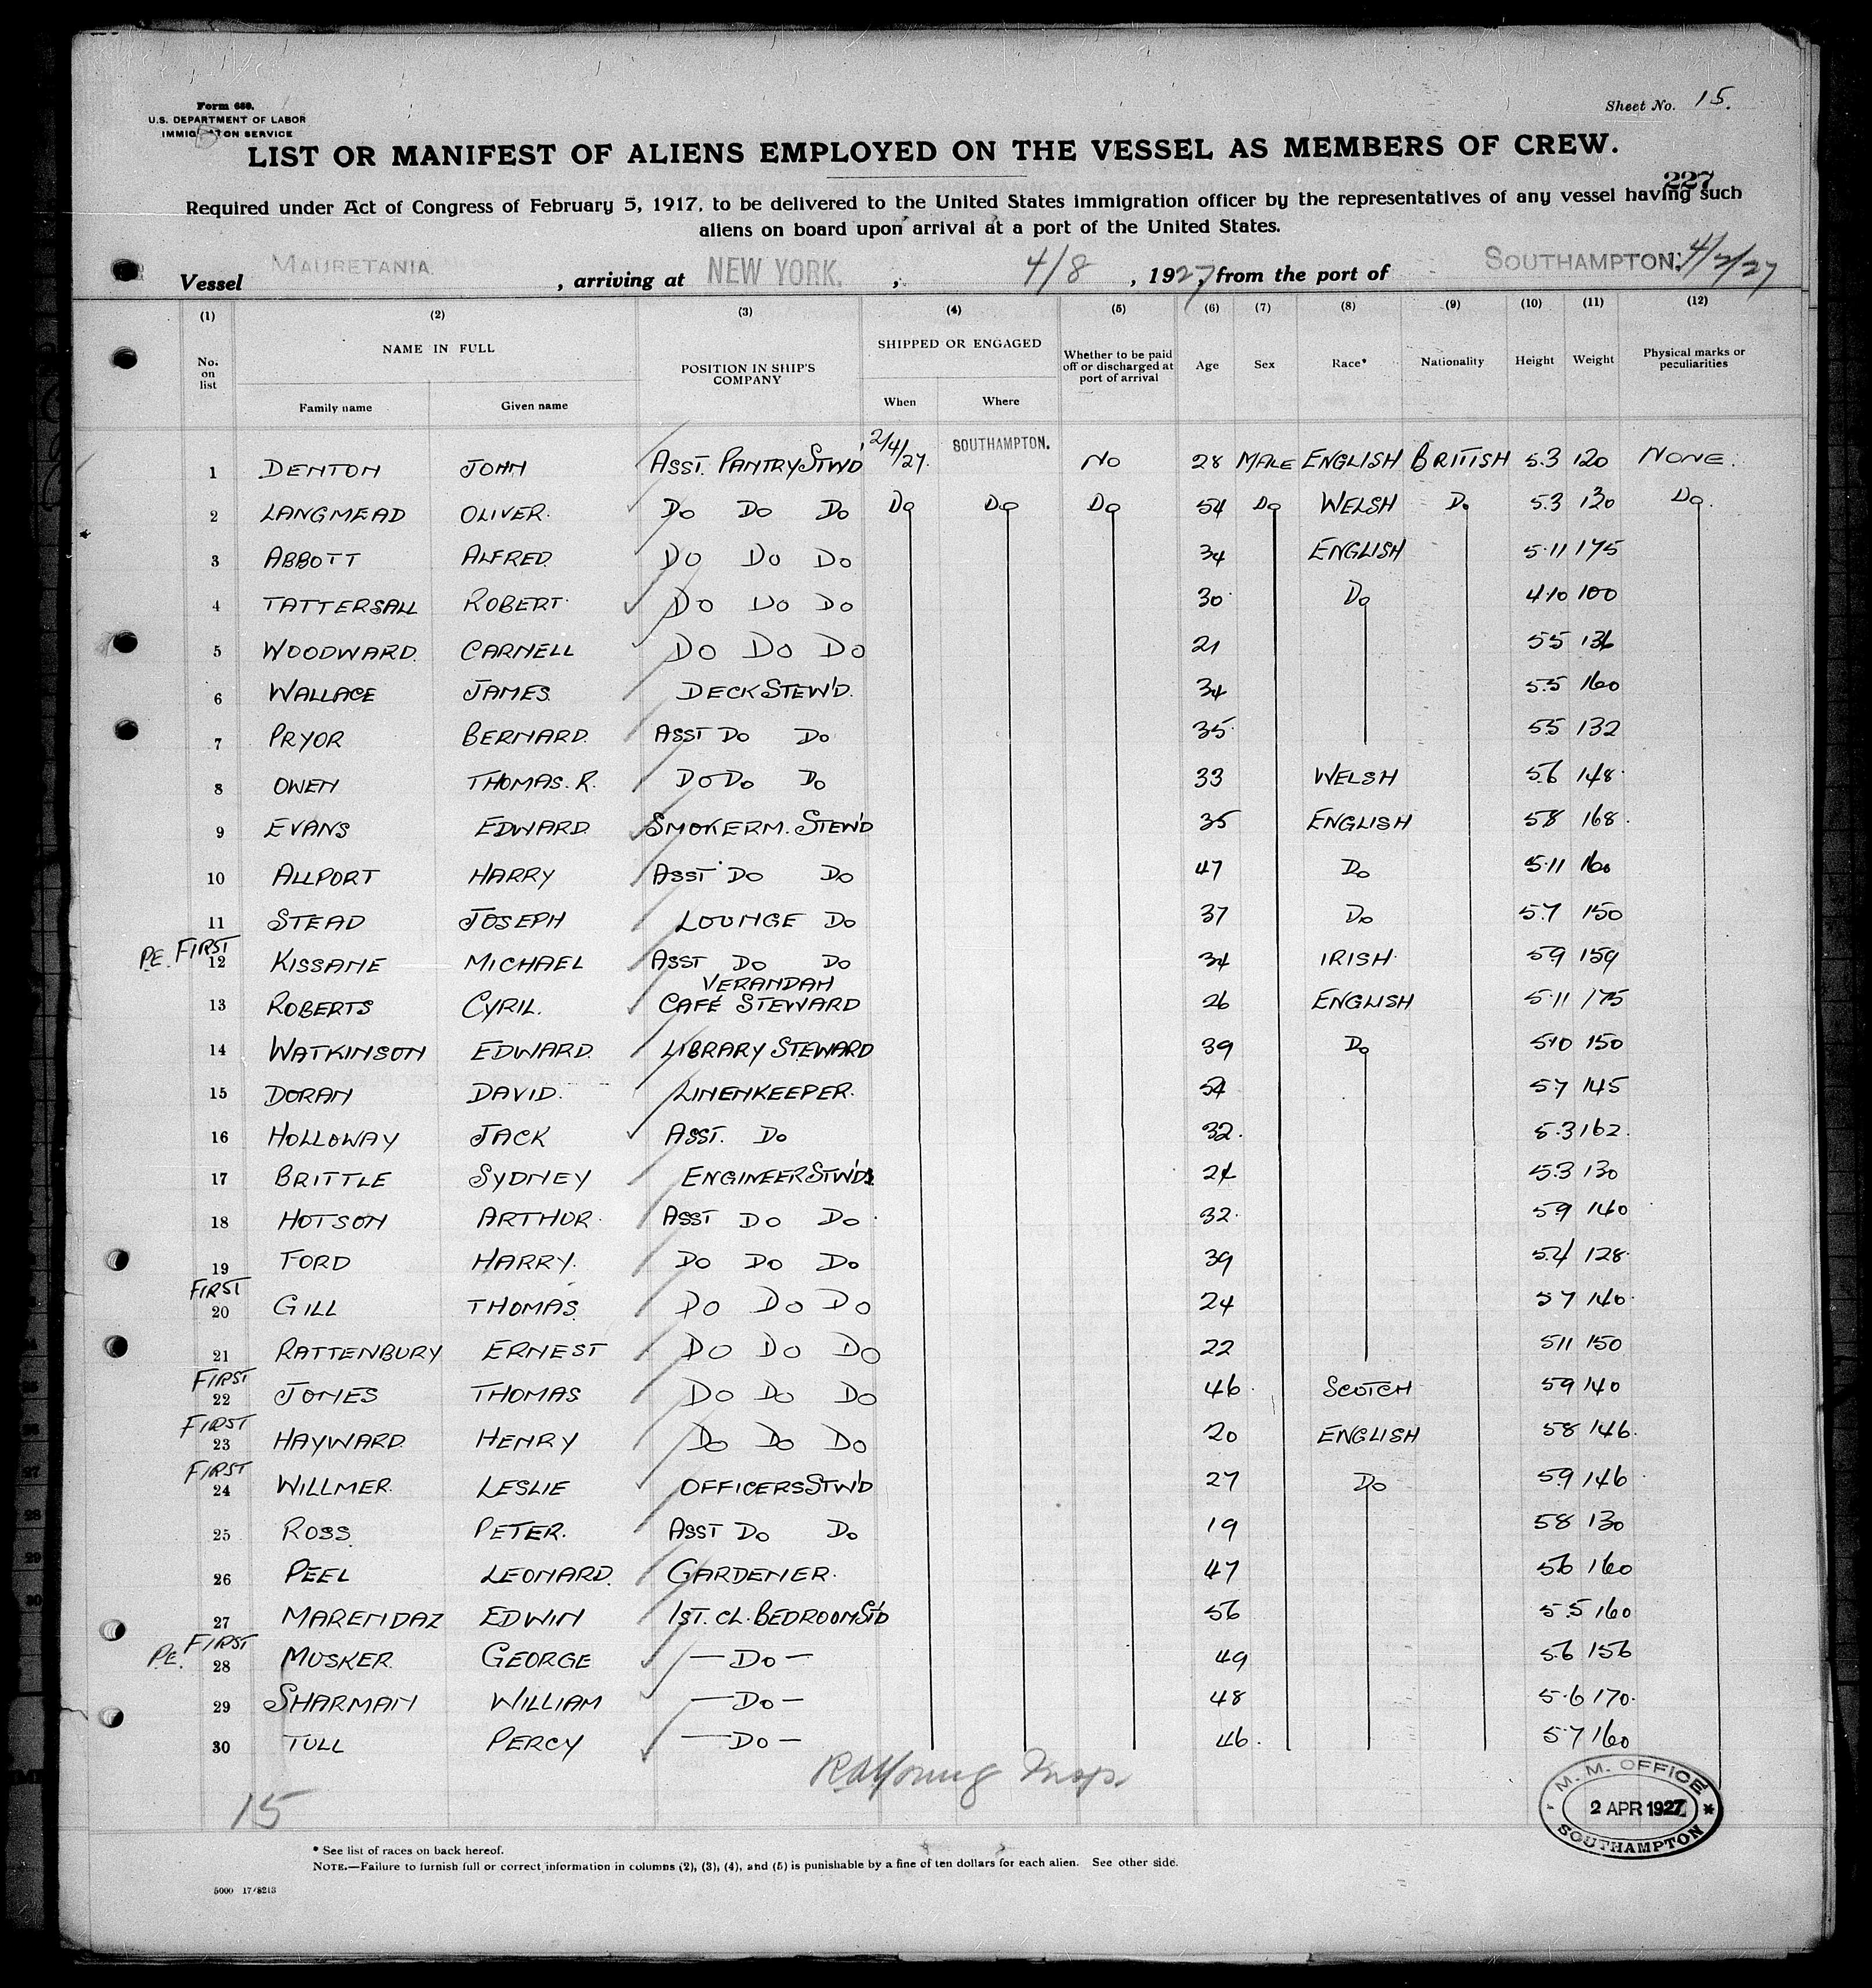 Form 689.
U.S. DEPARTMENT OF LABOR
IMMIGRATION SERVICE
Sheet No. 15.
LIST OR MANIFEST OF ALIENS EMPLOYED ON THE VESSEL AS MEMBERS OF CREW.
227
Required under Act of Congress of February 5, 1917, to be delivered to the United States immigration officer by the representatives of any vessel having such
aliens on board upon arrival at a port of the United States.
Vessel MAURETANIA, arriving at NEW YORK, 4/8, 1927, from the port of SOUTHAMPTON. 4/2/27
(1) (2) (3) (4) (5) (6) (7) (8) (9) (10) (11) (12)
No. on list NAME IN FULL Family name Given name POSITION IN SHIP'S COMPANY SHIPPED OR ENGAGED When Where Whether to be paid off or discharged at port of arrival Age Sex Race* Nationality Height Weight Physical marks or peculiarities
1 DENTON JOHN ASST. PANTRY STWD 2/4/27. SOUTHAMPTON. NO 28 MALE ENGLISH BRITISH 5.3 120 NONE.
2 LANGMEAD OLIVER. DO DO DO DO DO DO 54 DO WELSH DO 5.3 130 DO.
3 ABBOTT ALFRED. DO DO DO 34 ENGLISH 5.11 175
4 TATTERSALL ROBERT. DO DO DO 30 DO 4.10 100
5 WOODWARD. CARNELL DO DO DO 21 5 5 136
6 WALLACE JAMES. DECK STEW'D. 34 5.5 160
7 PRYOR BERNARD. ASST DO DO 35 5.5 132
8 OWEN THOMAS. R. DO DO DO 33 WELSH 5.6 148
9 EVANS EDWARD. SMOKERM. STEW'D 35 ENGLISH 5 8 168.
10 ALLPORT HARRY ASST DO DO 47 DO 5.11 160
11 STEAD JOSEPH LOUNGE DO 37 DO 5.7 150
P.E. FIRST
12 KISSANE MICHAEL ASST DO DO 34 IRISH 5.9 159
VERANDAH
13 ROBERTS CYRIL. CAFÉ STEWARD 26 ENGLISH 5.11 175
14 WATKINSON EDWARD. LIBRARY STEWARD 39 DO 5.10 150
15 DORAN DAVID. LINENKEEPER. 54 5.7 145
16 HOLLOWAY JACK ASST. DO 32. 5.3 162.
17 BRITTLE SYDNEY ENGINEER STWDS 24 5.3 130
18 HOTSON ARTHUR. ASST DO DO 32. 5.9 140
19 FORD HARRY. DO DO DO 39 5.4 128
FIRST
20 GILL THOMAS. DO DO DO 24 5 7 140
21 RATTENBURY ERNEST DO DO DO 22 5 11 150
FIRST
22 JONES THOMAS DO DO DO 46. SCOTCH 5 9 140
FIRST
23 HAYWARD. HENRY DO DO DO 20 ENGLISH 5 8 146.
FIRST
24 WILLMER. LESLIE OFFICERS STW'D 27 DO 5.9 146
25 ROSS. PETER. ASST DO DO 19 5 8 130
26 PEEL LEONARD. GARDENER. 47 5 6 160
27 MARENDAZ EDWIN 1ST. CL. BEDROOM ST'D 56 5.5 160
P.E. FIRST
28 MUSKER. GEORGE — DO — 49 5.6 156
29 SHARMAN WILLIAM — DO — 48 5.6 170.
30 TULL PERCY — DO — 46. 5.7 160
Young Insp.
M. M. OFFICE
2 APR 1927
SOUTHAMPTON
15
* See list of races on back hereof.
NOTE.—Failure to furnish full or correct information in columns (2), (3), (4), and (5) is punishable by a fine of ten dollars for each alien. See other side.
5000 17/8213